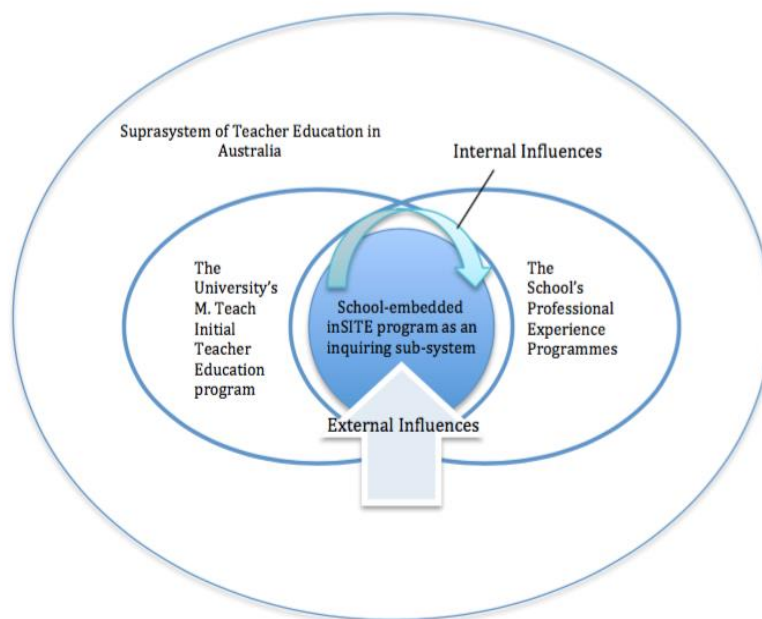 Suprasystem of Teacher Education in
Australia
Internal Influences
The
University's
M. Teach
Initial
Teacher
Education
program
School-embedded
inSITE program as an
inquiring sub-system
The
School's
Professional
Experience
Programmes
External Influences